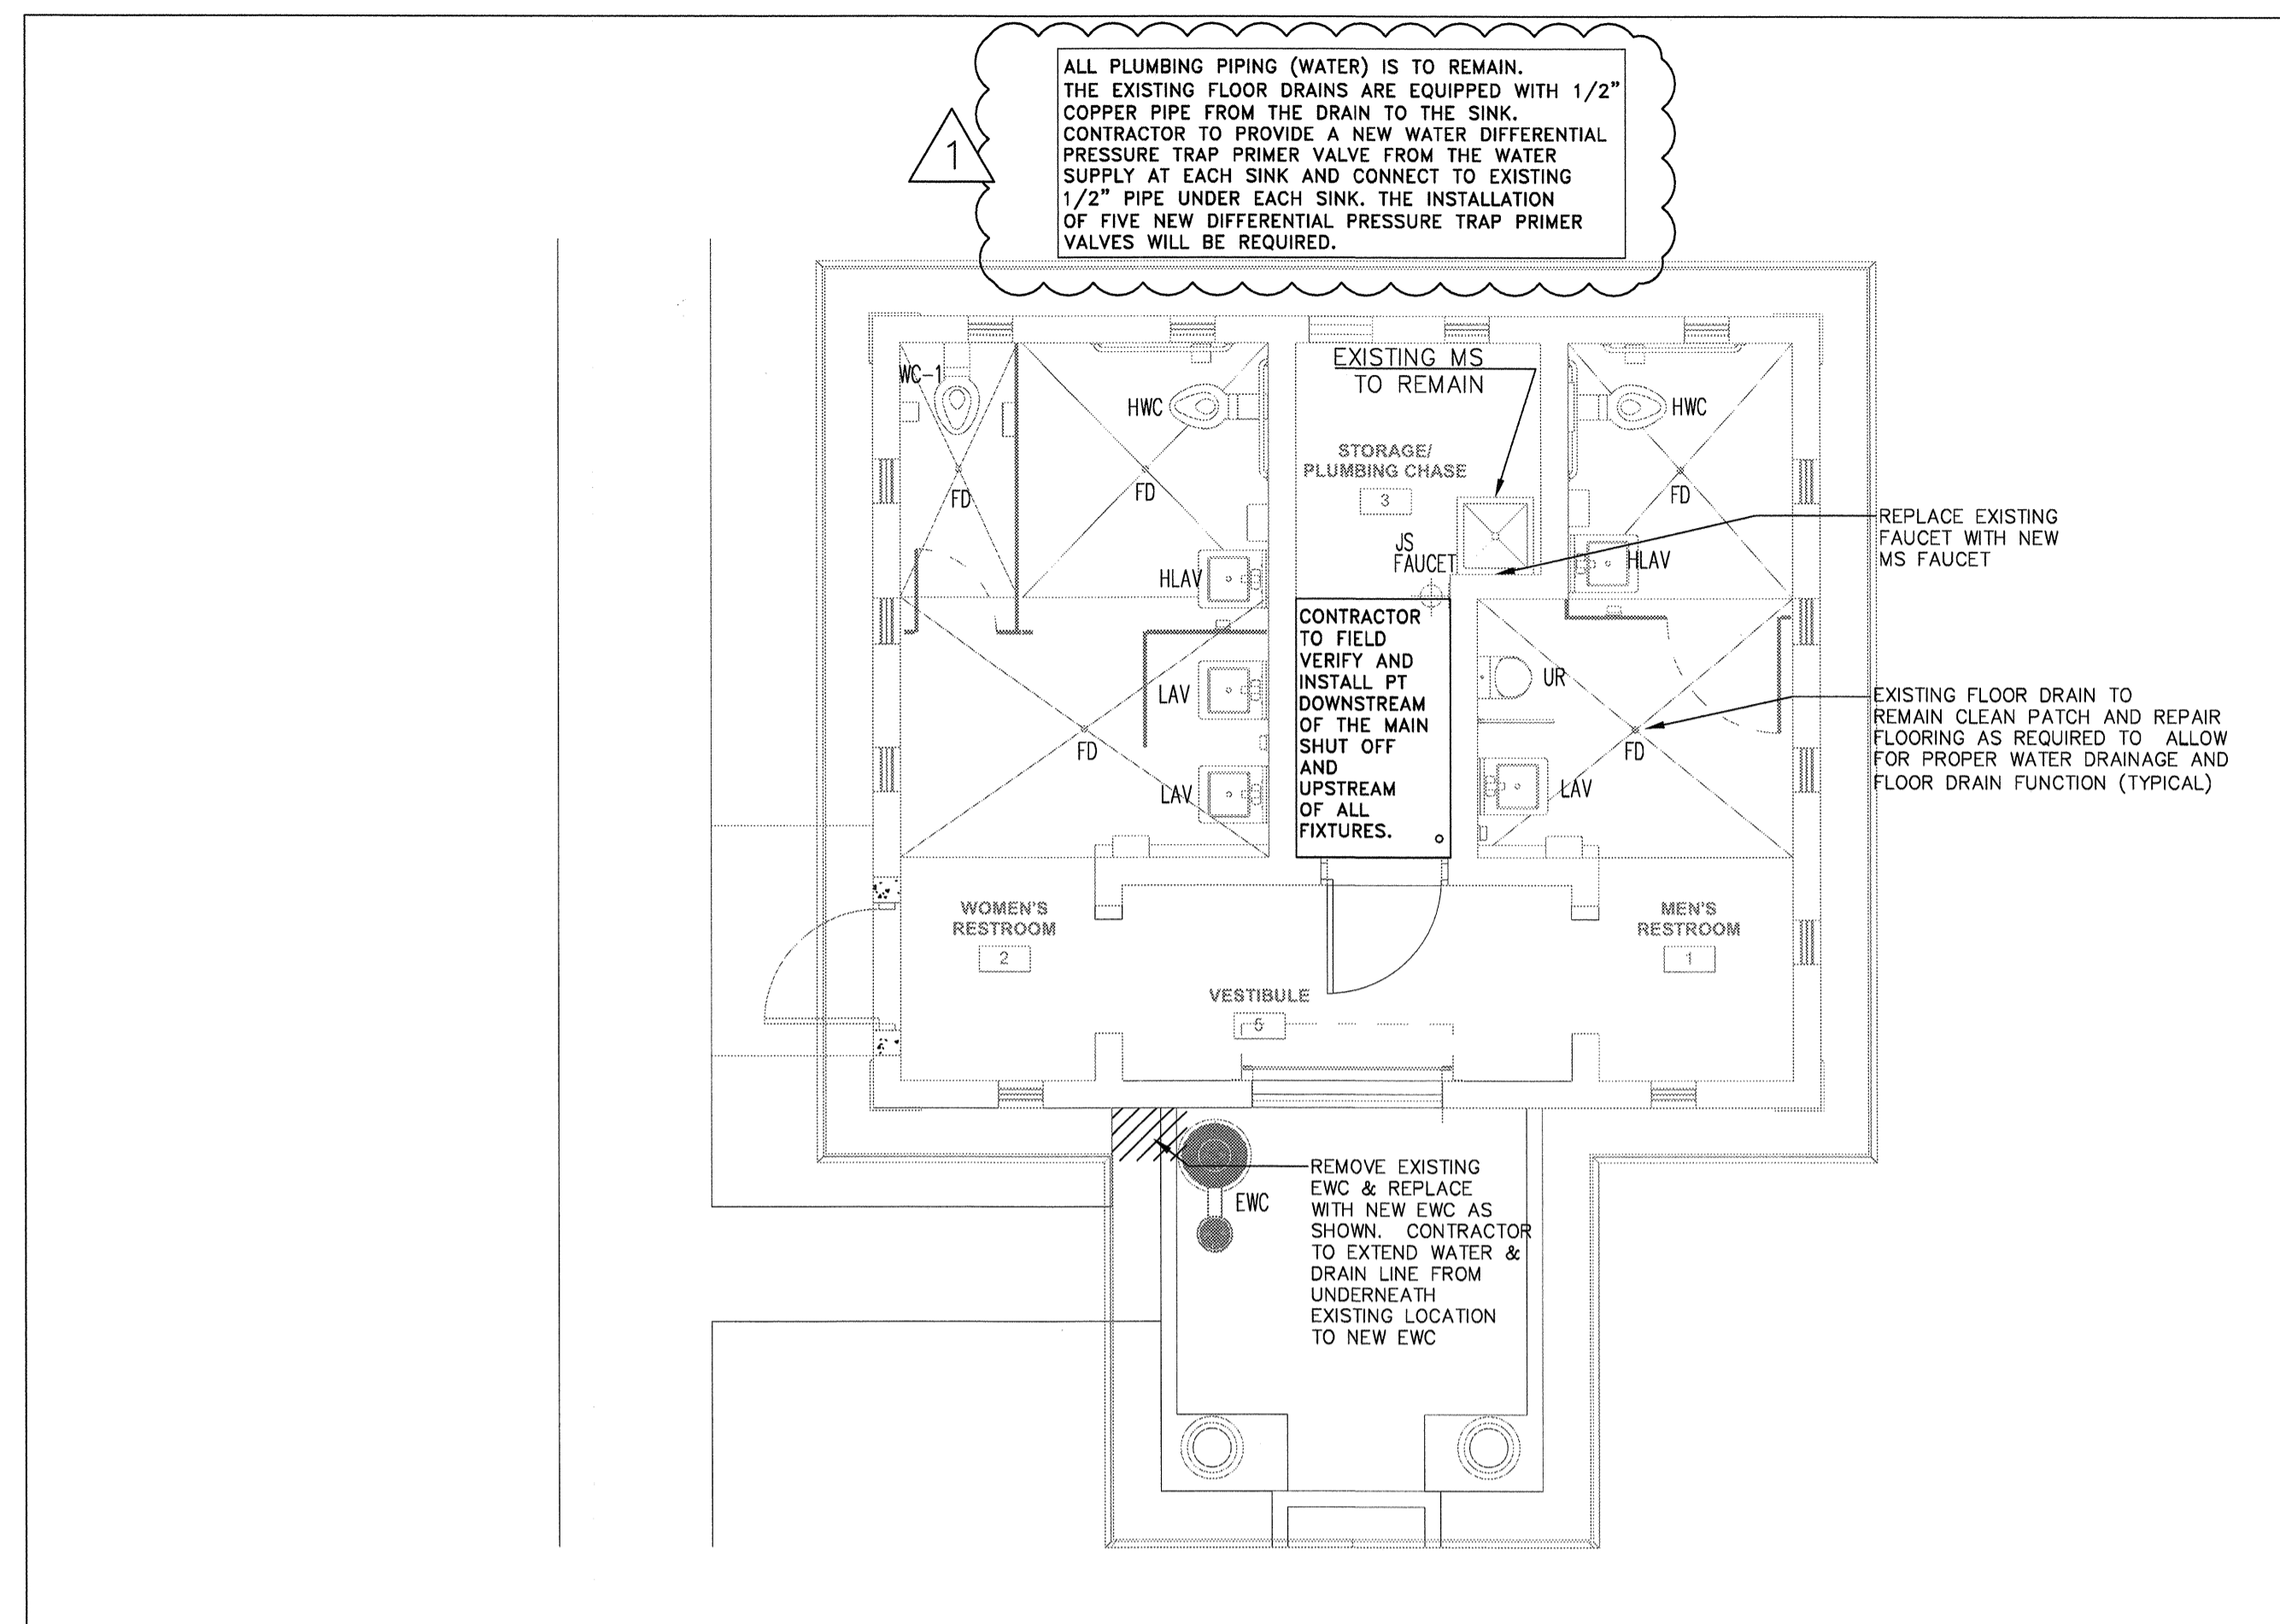 ALL PLUMBING PIPING (WATER) IS TO REMAIN.
THE EXISTING FLOOR DRAINS ARE EQUIPPED WITH 1/2"
COPPER PIPE FROM THE DRAIN TO THE SINK.
CONTRACTOR TO PROVIDE A NEW WATER DIFFERENTIAL
PRESSURE TRAP PRIMER VALVE FROM THE WATER
SUPPLY AT EACH SINK AND CONNECT TO EXISTING
1/2" PIPE UNDER EACH SINK. THE INSTALLATION
OF FIVE NEW DIFFERENTIAL PRESSURE TRAP PRIMER
VALVES WILL BE REQUIRED.
1
EXISTING MS
TO REMAIN
WC-1
HWC
HWC
STORAGE/
PLUMBING CHASE
3
FD
FD
FD
REPLACE EXISTING
FAUCET WITH NEW
MS FAUCET
JS
FAUCET
HLAV
HLAV
CONTRACTOR
TO FIELD
VERIFY AND
INSTALL PT
DOWNSTREAM
OF THE MAIN
SHUT OFF
AND
UPSTREAM
OF ALL
FIXTURES.
UR
LAV
EXISTING FLOOR DRAIN TO
REMAIN CLEAN PATCH AND REPAIR
FLOORING AS REQUIRED TO ALLOW
FOR PROPER WATER DRAINAGE AND
FLOOR DRAIN FUNCTION (TYPICAL)
FD
FD
LAV
LAV
WOMEN'S
RESTROOM
2
MEN'S
RESTROOM
1
VESTIBULE
5
EWC
REMOVE EXISTING
EWC & REPLACE
WITH NEW EWC AS
SHOWN. CONTRACTOR
TO EXTEND WATER &
DRAIN LINE FROM
UNDERNEATH
EXISTING LOCATION
TO NEW EWC